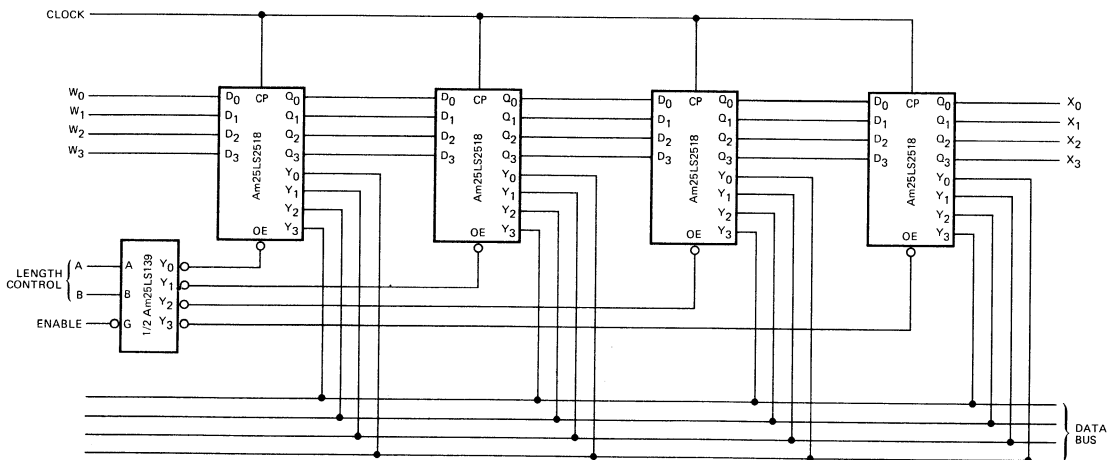 CLOCK
W0
W1
W2
W3
D0 CP Q0
D1 Q1
D2 Q2
D3 Q3
Y0
Y1
Y2
OE Y3
Am25LS2518
D0 CP Q0
D1 Q1
D2 Q2
D3 Q3
Y0
Y1
Y2
OE Y3
Am25LS2518
D0 CP Q0
D1 Q1
D2 Q2
D3 Q3
Y0
Y1
Y2
OE Y3
Am25LS2518
D0 CP Q0
D1 Q1
D2 Q2
D3 Q3
Y0
Y1
Y2
OE Y3
Am25LS2518
X0
X1
X2
X3
LENGTH
CONTROL
A
B
ENABLE
A Y0
B Y1
Y2
G Y3
1/2 Am25LS139
DATA
BUS